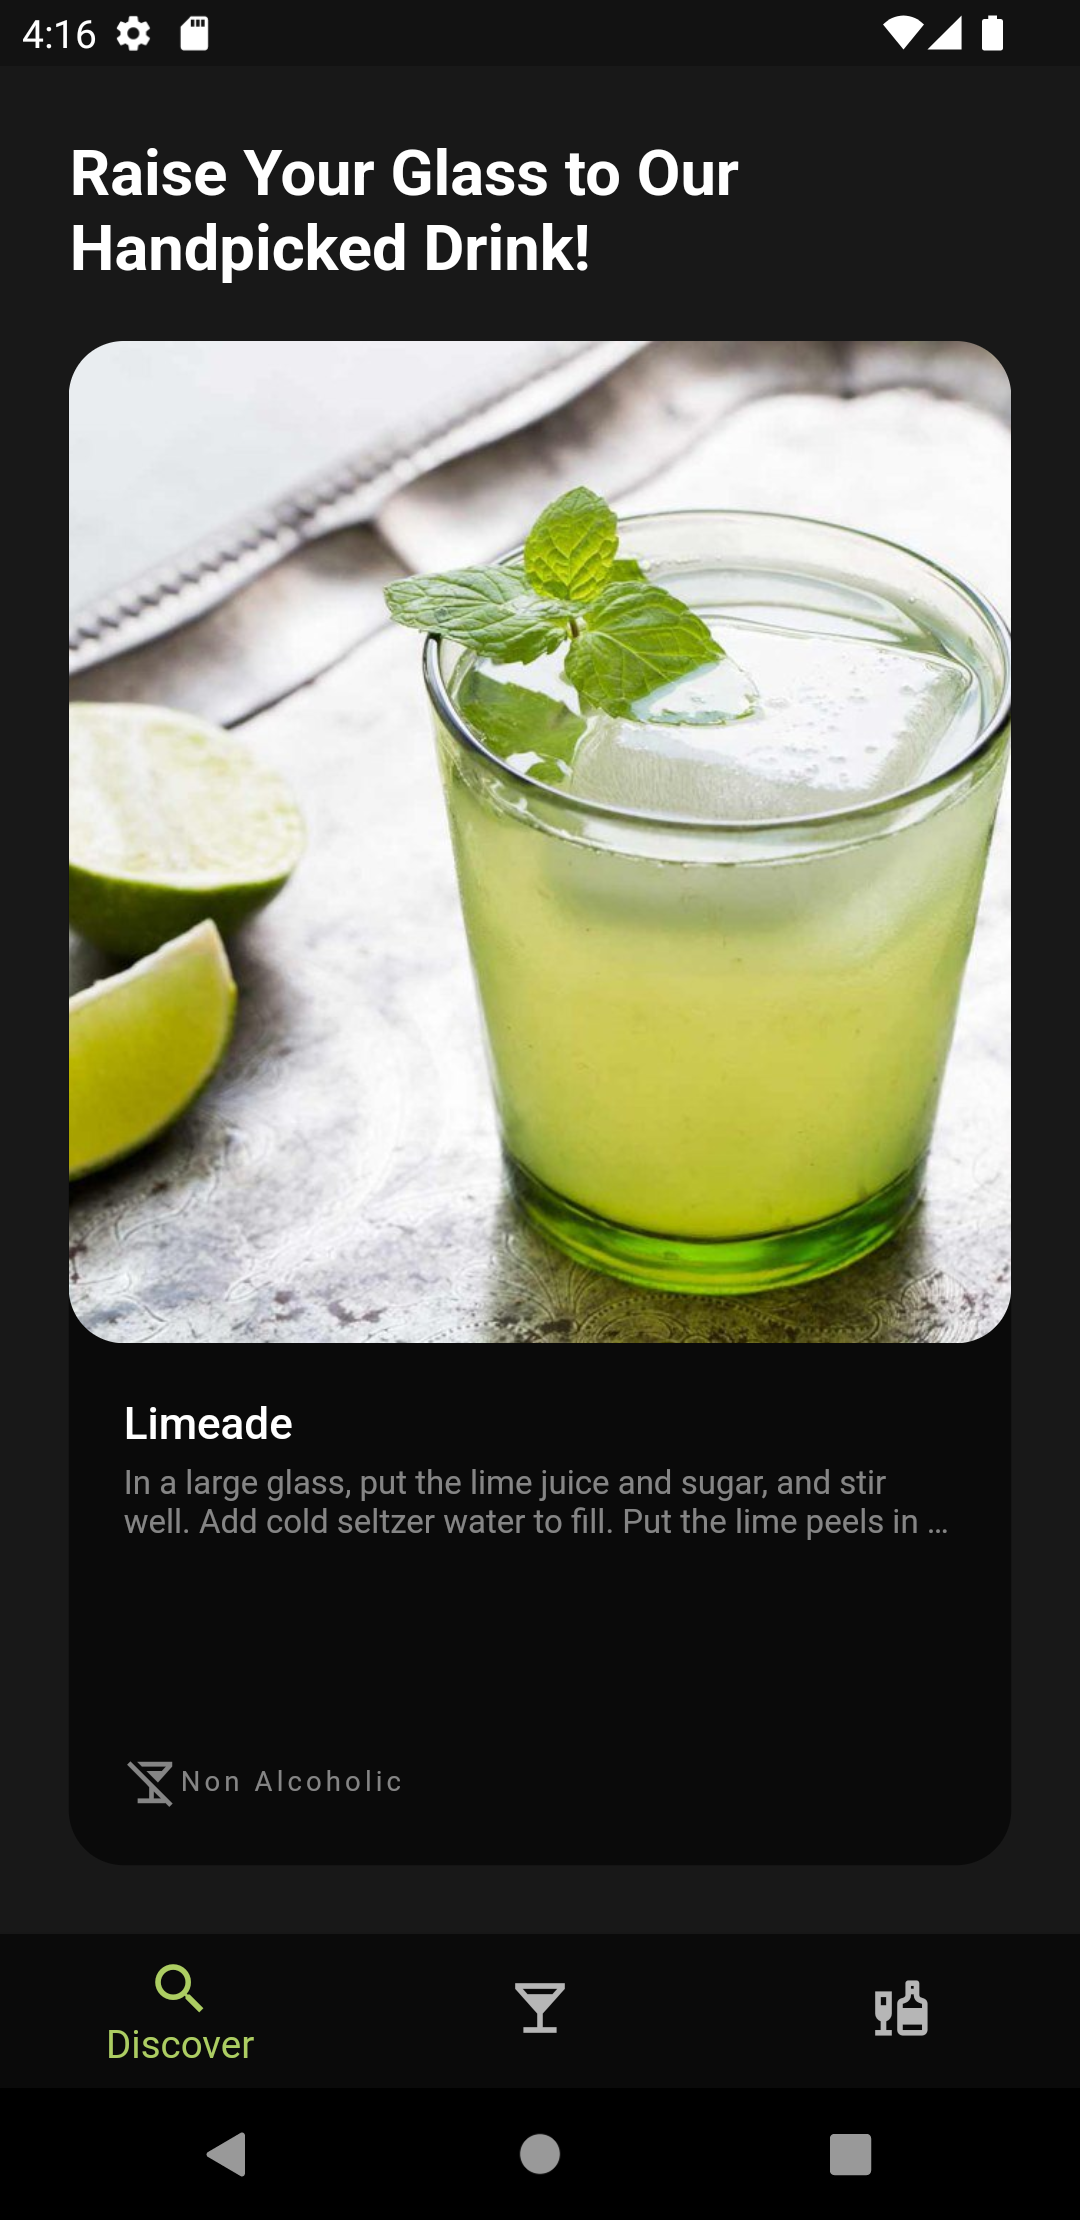 4:16
Raise Your Glass to Our
Handpicked Drink!
Limeade
In a large glass, put the lime juice and sugar, and stir
well. Add cold seltzer water to fill. Put the lime peels in ...
Non Alcoholic
Discover